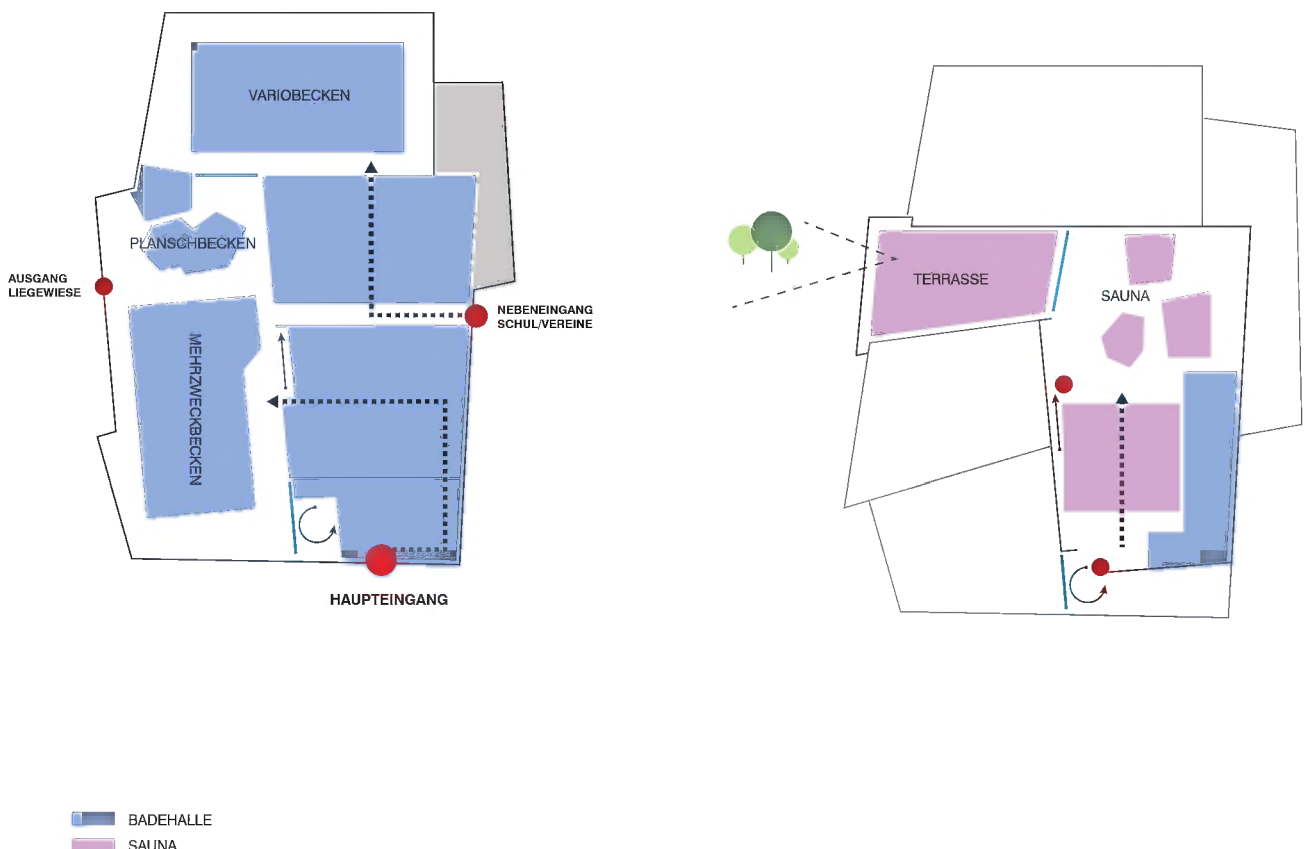 VARIOBECKEN
PLANSCHBECKEN
AUSGANG
LIEGEWIESE
NEBENEINGANG
SCHUL/VEREINE
MEHRZWECKBECKEN
HAUPTEINGANG
TERRASSE
SAUNA
BADEHALLE
SAUNA